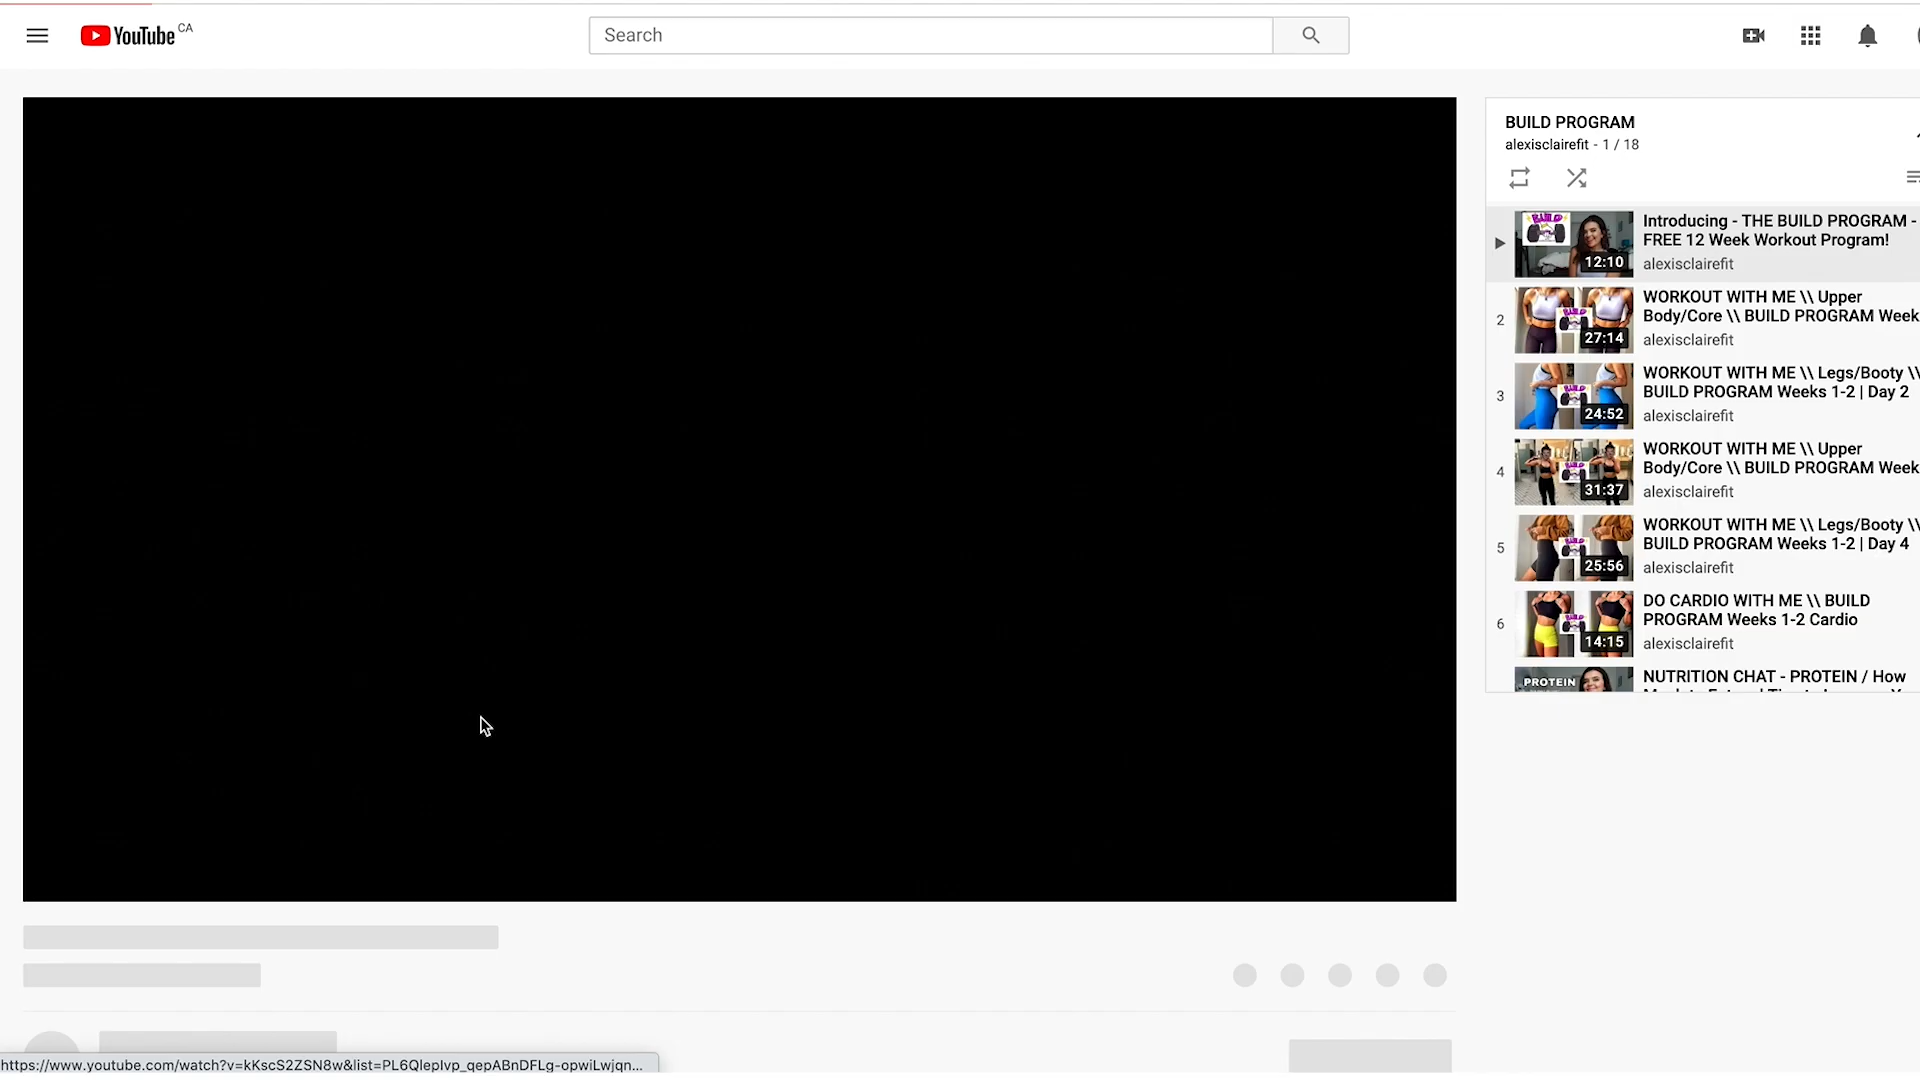 YouTube CA
Search
BUILD PROGRAM
alexisclairefit - 1 / 18
Introducing - THE BUILD PROGRAM -
FREE 12 Week Workout Program!
alexisclairefit
BUILD
12:10
2
WORKOUT WITH ME \\ Upper
Body/Core \\ BUILD PROGRAM Week
alexisclairefit
27:14
3
WORKOUT WITH ME \\ Legs/Booty \\
BUILD PROGRAM Weeks 1-2 | Day 2
alexisclairefit
24:52
4
WORKOUT WITH ME \\ Upper
Body/Core \\ BUILD PROGRAM Week
alexisclairefit
31:37
5
WORKOUT WITH ME \\ Legs/Booty \\
BUILD PROGRAM Weeks 1-2 | Day 4
alexisclairefit
25:56
6
DO CARDIO WITH ME \\ BUILD
PROGRAM Weeks 1-2 Cardio
alexisclairefit
14:15
PROTEIN
NUTRITION CHAT - PROTEIN / How
https://www.youtube.com/watch?v=kKscS2ZSN8w&list=PL6QlepIvp_qepABnDFLg-opwiLwjqn...